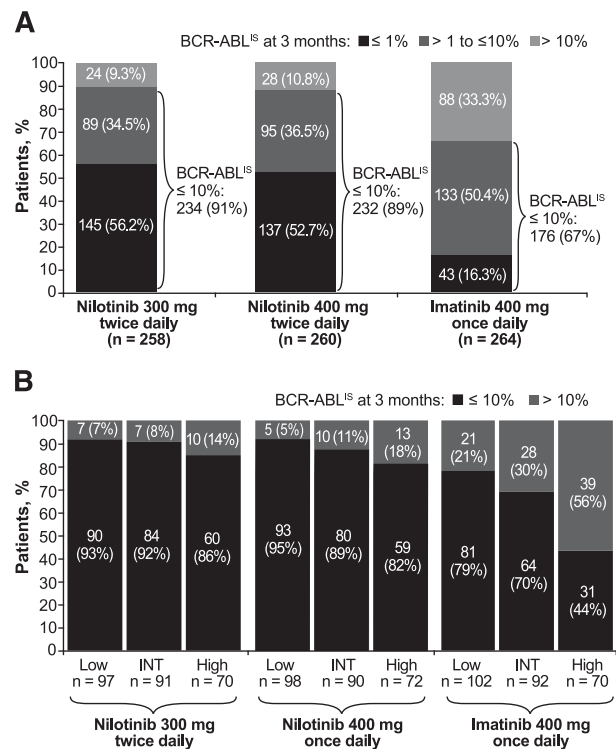 A
BCR-ABL^IS at 3 months: ■ ≤ 1% ■ > 1 to ≤10% ■ > 10%
Patients, %
100
90
80
70
60
50
40
30
20
10
0
24 (9.3%)
89 (34.5%)
145 (56.2%)
BCR-ABL^IS
≤ 10%:
234 (91%)
28 (10.8%)
95 (36.5%)
137 (52.7%)
BCR-ABL^IS
≤ 10%:
232 (89%)
88 (33.3%)
133 (50.4%)
43 (16.3%)
BCR-ABL^IS
≤ 10%:
176 (67%)
Nilotinib 300 mg
twice daily
(n = 258)
Nilotinib 400 mg
twice daily
(n = 260)
Imatinib 400 mg
once daily
(n = 264)
B
BCR-ABL^IS at 3 months: ■ ≤ 10% ■ > 10%
Patients, %
100
90
80
70
60
50
40
30
20
10
0
7 (7%)
90
(93%)
7 (8%)
84
(92%)
10 (14%)
60
(86%)
5 (5%)
93
(95%)
10 (11%)
80
(89%)
13
(18%)
59
(82%)
21
(21%)
81
(79%)
28
(30%)
64
(70%)
39
(56%)
31
(44%)
Low
n = 97
INT
n = 91
High
n = 70
Low
n = 98
INT
n = 90
High
n = 72
Low
n = 102
INT
n = 92
High
n = 70
Nilotinib 300 mg
twice daily
Nilotinib 400 mg
once daily
Imatinib 400 mg
once daily